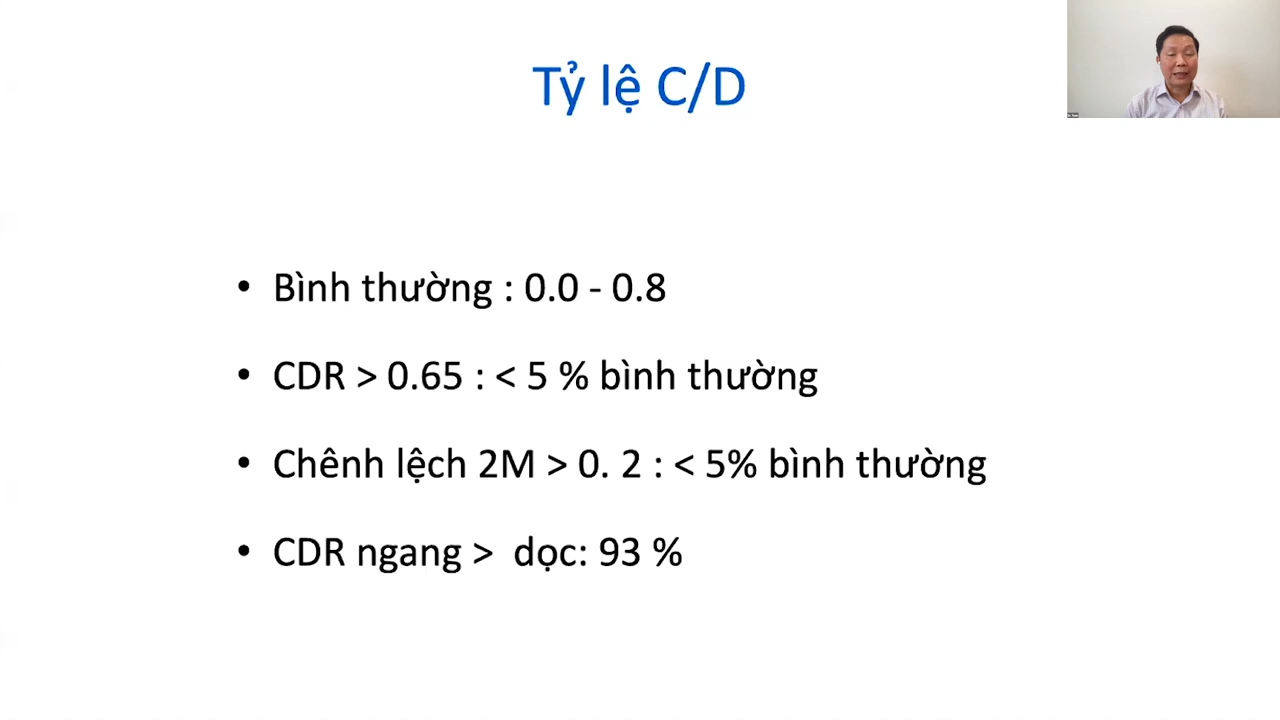 Tỷ lệ C/D
• Bình thường : 0.0 - 0.8
• CDR > 0.65 : < 5 % bình thường
• Chênh lệch 2M > 0. 2 : < 5% bình thường
• CDR ngang > dọc: 93 %